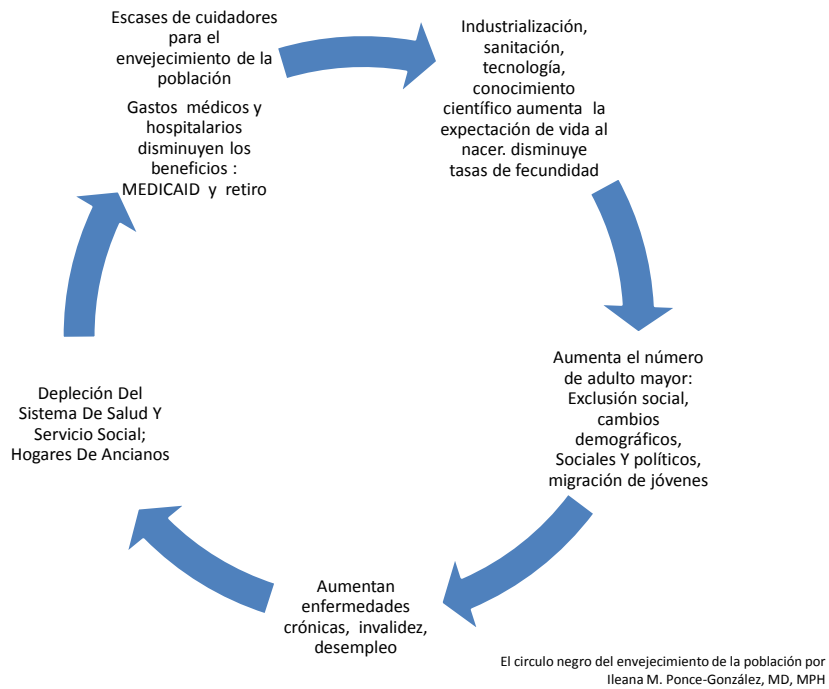 Escases de cuidadores
para el
envejecimiento de la
población
Gastos médicos y
hospitalarios
disminuyen los
beneficios :
MEDICAID y retiro
Industrialización,
sanitación,
tecnología,
conocimiento
científico aumenta la
expectación de vida al
nacer. disminuye
tasas de fecundidad
Aumenta el número
de adulto mayor:
Exclusión social,
cambios
demográficos,
Sociales Y políticos,
migración de jóvenes
Aumentan
enfermedades
crónicas, invalidez,
desempleo
Depleción Del
Sistema De Salud Y
Servicio Social;
Hogares De Ancianos
El circulo negro del envejecimiento de la población por
Ileana M. Ponce-González, MD, MPH